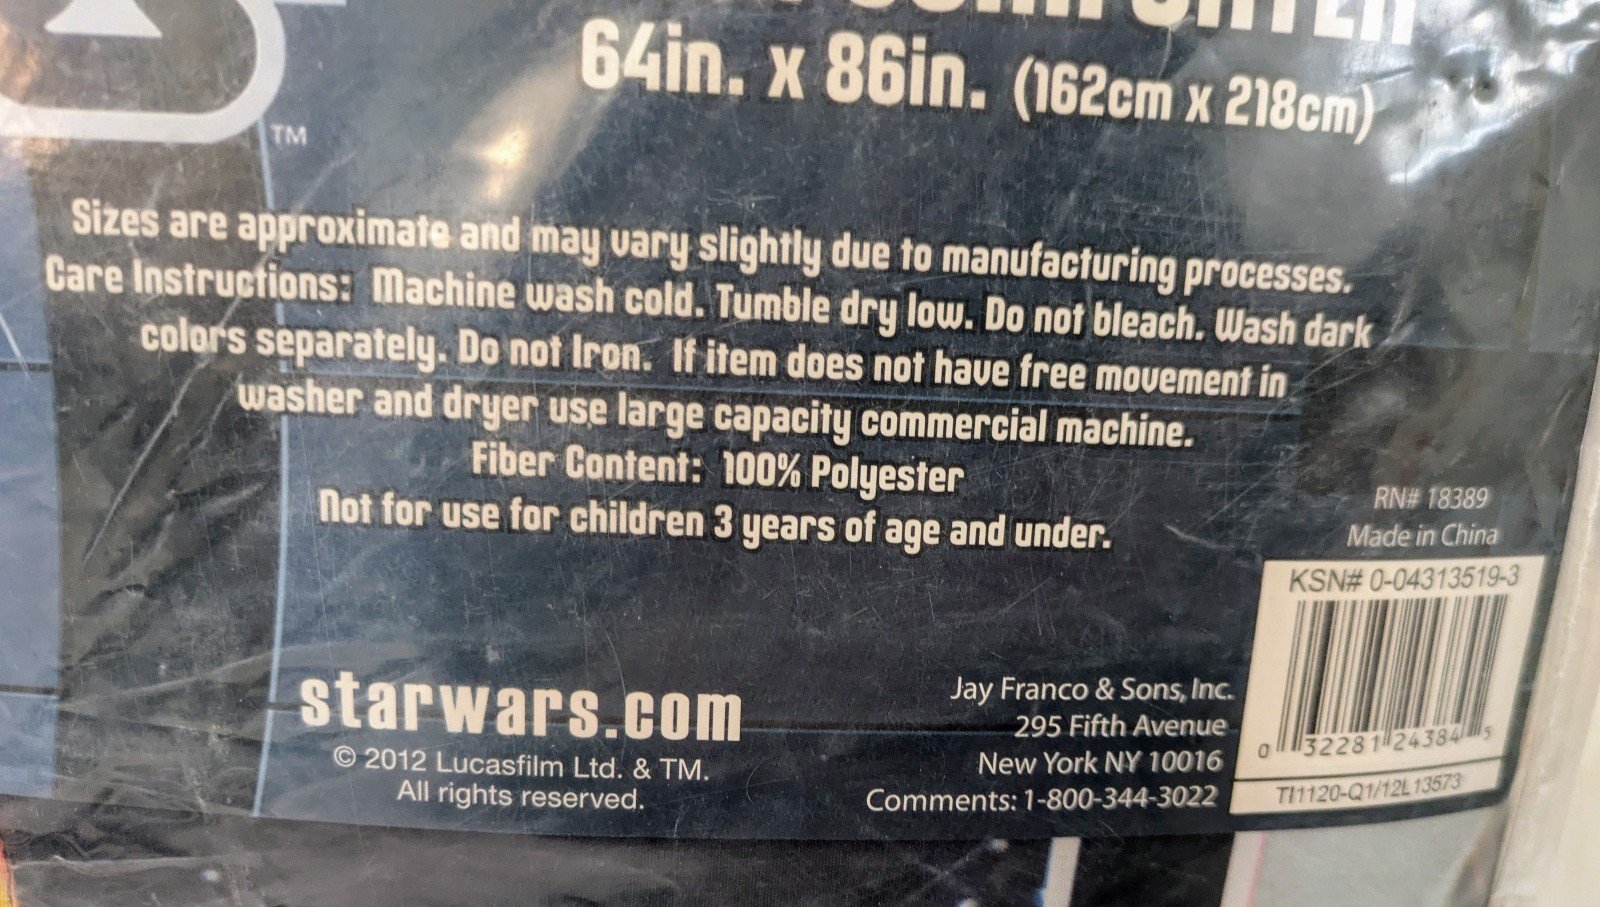 COMFORTER
64in. x 86in. (162cm x 218cm)
TM
Sizes are approximate and may vary slightly due to manufacturing processes.
Care Instructions: Machine wash cold. Tumble dry low. Do not bleach. Wash dark
colors separately. Do not Iron. If item does not have free movement in
washer and dryer use large capacity commercial machine.
Fiber Content: 100% Polyester
Not for use for children 3 years of age and under.
RN# 18389
Made in China
KSN# 0-04313519-3
0 32281 24384 5
TI1120-Q1/12L13573
starwars.com
© 2012 Lucasfilm Ltd. & TM.
All rights reserved.
Jay Franco & Sons, Inc.
295 Fifth Avenue
New York NY 10016
Comments: 1-800-344-3022